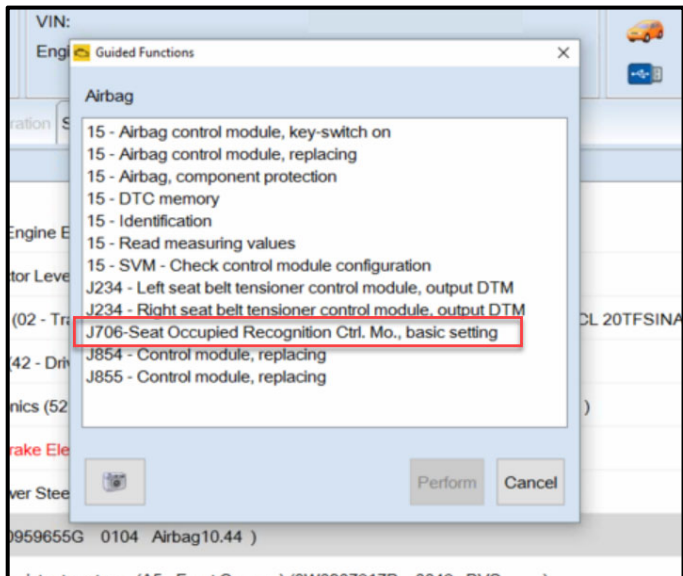 VIN:
Engi
Guided Functions
Airbag
ration S
15 - Airbag control module, key-switch on
15 - Airbag control module, replacing
15 - Airbag, component protection
15 - DTC memory
15 - Identification
15 - Read measuring values
15 - SVM - Check control module configuration
J234 - Left seat belt tensioner control module, output DTM
J234 - Right seat belt tensioner control module, output DTM
J706-Seat Occupied Recognition Ctrl. Mo., basic setting
J854 - Control module, replacing
J855 - Control module, replacing
Engine E
tor Leve
(02 - Tra
CL 20TFSINA
(42 - Driv
nics (52
)
rake Ele
Perform Cancel
ver Stee
0959655G 0104 Airbag10.44 )